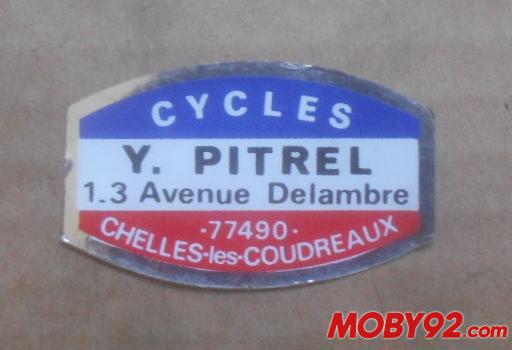 CYCLES
Y. PITREL
1.3 Avenue Delambre
-77490-
CHELLES-les-COUDREAUX
MOBY92.com